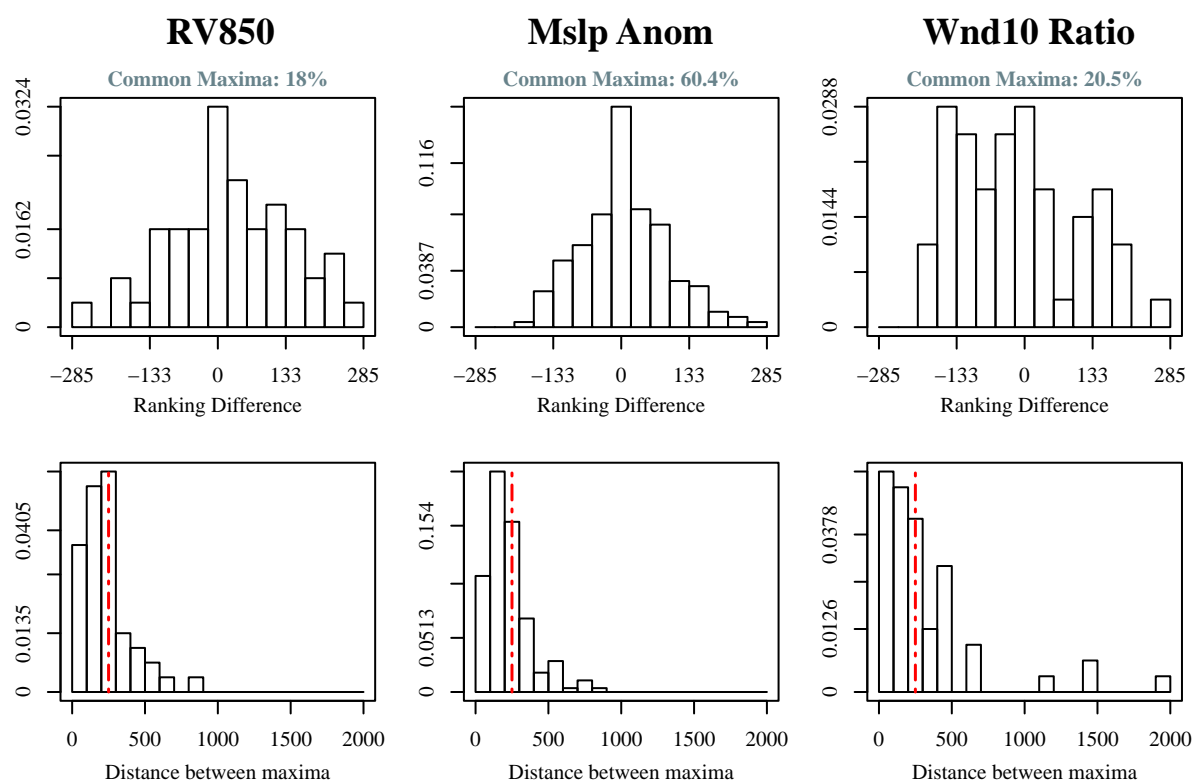 RV850 Mslp Anom Wnd10 Ratio
Common Maxima: 18% Common Maxima: 60.4% Common Maxima: 20.5%
0.0324 0.0162 0
0.116 0.0387 0
0.0288 0.0144 0
−285 −133 0 133 285 −285 −133 0 133 285 −285 −133 0 133 285
Ranking Difference Ranking Difference Ranking Difference
0.0405 0.0135 0
0.154 0.0513 0
0.0378 0.0126 0
0 500 1000 1500 2000 0 500 1000 1500 2000 0 500 1000 1500 2000
Distance between maxima Distance between maxima Distance between maxima